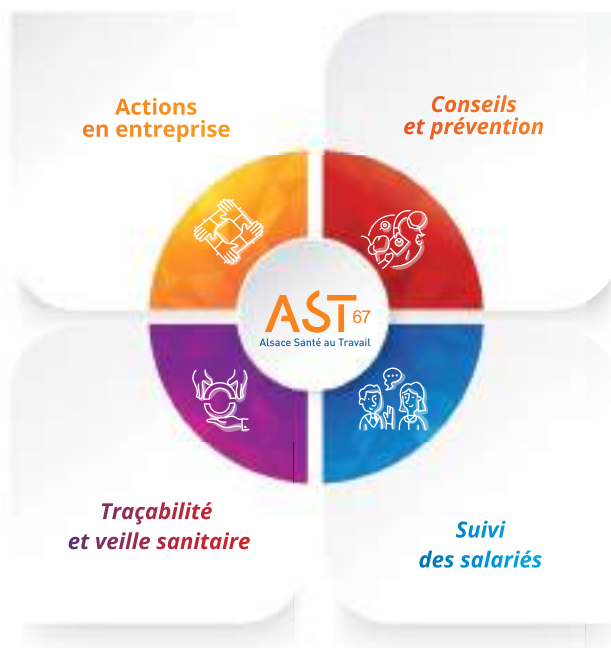 Actions
en entreprise
Conseils
et prévention
AST 67
Alsace Santé au Travail
Traçabilité
et veille sanitaire
Suivi
des salariés